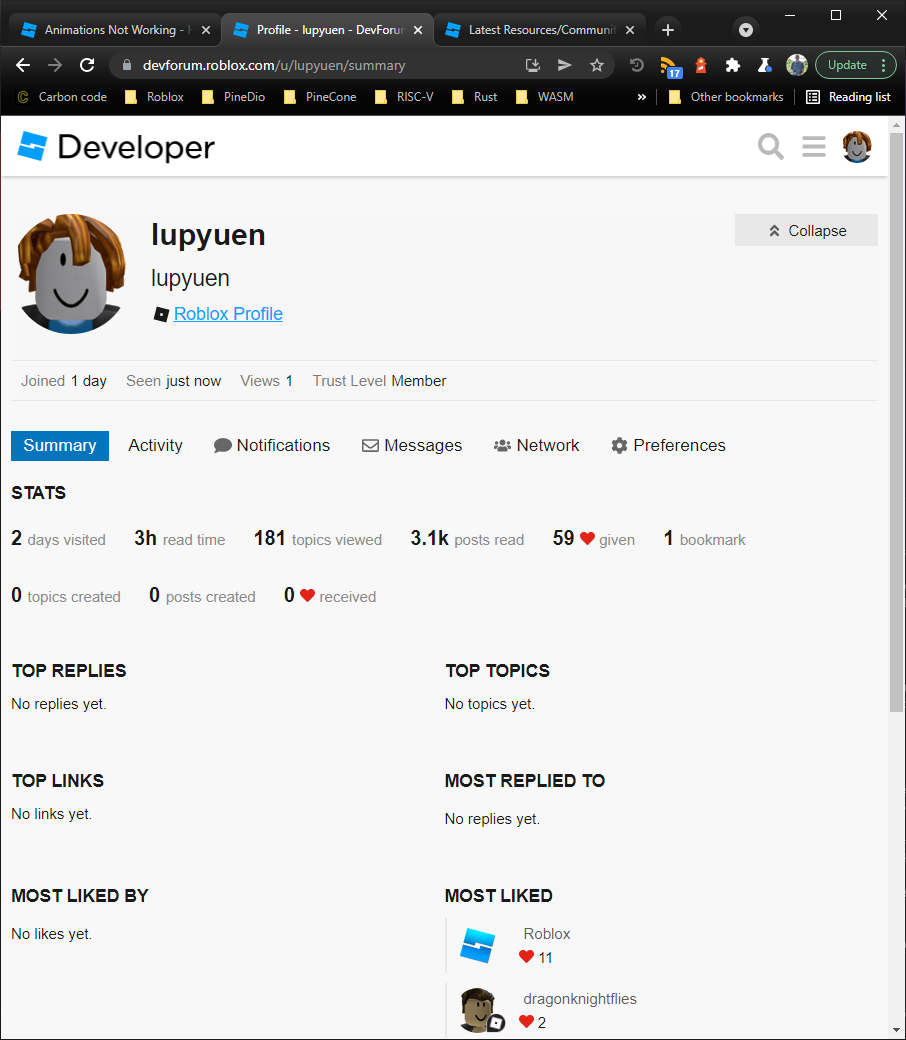 Animations Not Working - Profile - lupyuen - DevForum Latest Resources/Communit
devforum.roblox.com/u/lupyuen/summary 17 Update
Carbon code Roblox PineDio PineCone RISC-V Rust WASM » Other bookmarks Reading list
Developer
lupyuen
Collapse
lupyuen
Roblox Profile
Joined 1 day Seen just now Views 1 Trust Level Member
Summary Activity Notifications Messages Network Preferences
STATS
2 days visited 3h read time 181 topics viewed 3.1k posts read 59 ❤ given 1 bookmark
0 topics created 0 posts created 0 ❤ received
TOP REPLIES
No replies yet.
TOP TOPICS
No topics yet.
TOP LINKS
No links yet.
MOST REPLIED TO
No replies yet.
MOST LIKED BY
No likes yet.
MOST LIKED
Roblox
❤ 11
dragonknightflies
❤ 2